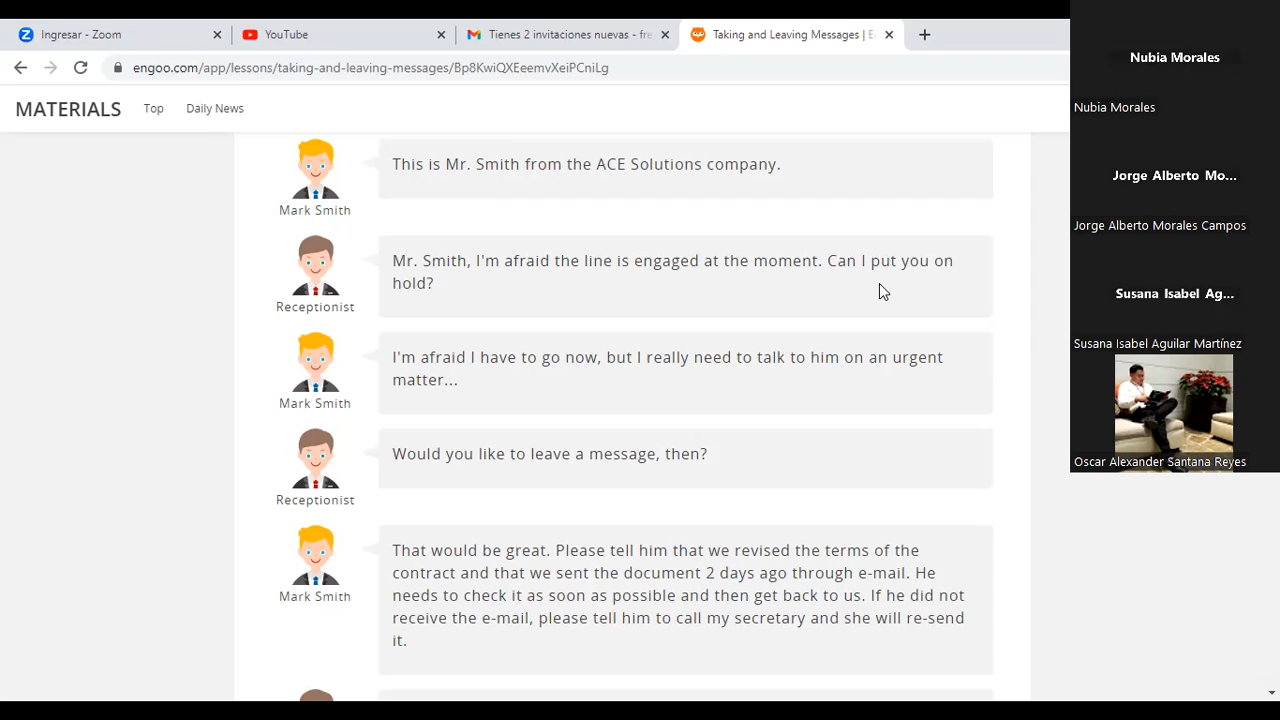 Ingresar - Zoom
YouTube
Tienes 2 invitaciones nuevas - fre
Taking and Leaving Messages | E
engoo.com/app/lessons/taking-and-leaving-messages/Bp8KwiQXEeemvXeiPCniLg
MATERIALS
Top
Daily News
This is Mr. Smith from the ACE Solutions company.
Mark Smith
Mr. Smith, I'm afraid the line is engaged at the moment. Can I put you on
hold?
Receptionist
I'm afraid I have to go now, but I really need to talk to him on an urgent
matter...
Mark Smith
Would you like to leave a message, then?
Receptionist
That would be great. Please tell him that we revised the terms of the
contract and that we sent the document 2 days ago through e-mail. He
needs to check it as soon as possible and then get back to us. If he did not
receive the e-mail, please tell him to call my secretary and she will re-send
it.
Mark Smith
Nubia Morales
Nubia Morales
Jorge Alberto Mo...
Jorge Alberto Morales Campos
Susana Isabel Ag...
Susana Isabel Aguilar Martínez
Oscar Alexander Santana Reyes